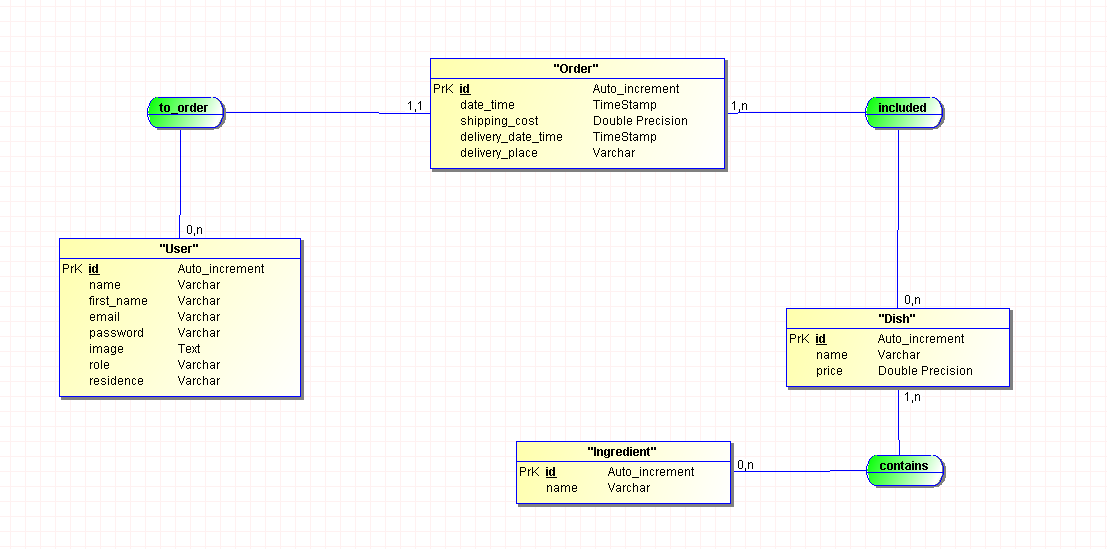 "Order"
PrK id Auto_increment
date_time TimeStamp
shipping_cost Double Precision
delivery_date_time TimeStamp
delivery_place Varchar
to_order
1,1
1,n
included
0,n
"User"
PrK id Auto_increment
name Varchar
first_name Varchar
email Varchar
password Varchar
image Text
role Varchar
residence Varchar
0,n
"Dish"
PrK id Auto_increment
name Varchar
price Double Precision
1,n
"Ingredient"
PrK id Auto_increment
name Varchar
0,n
contains